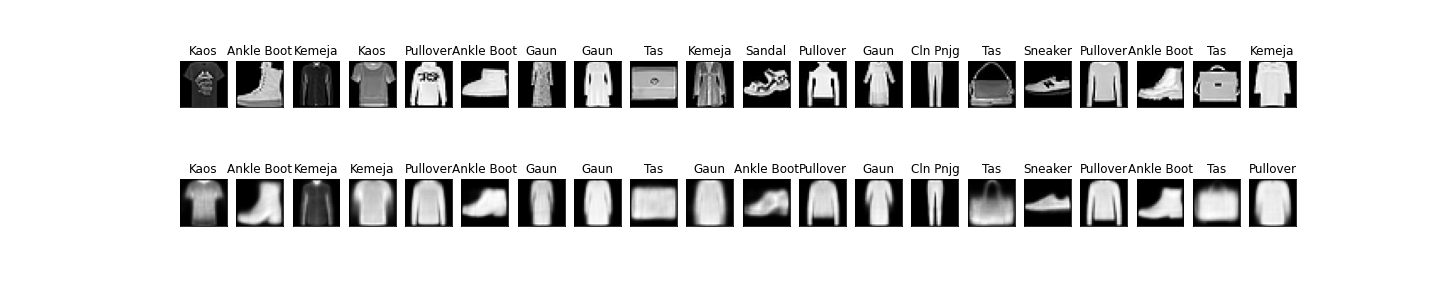 Kaos Ankle Boot Kemeja Kaos Pullover Ankle Boot Gaun Gaun Tas Kemeja Sandal Pullover Gaun Cln Pnjg Tas Sneaker Pullover Ankle Boot Tas Kemeja
Kaos Ankle Boot Kemeja Kemeja Pullover Ankle Boot Gaun Gaun Tas Gaun Ankle Boot Pullover Gaun Cln Pnjg Tas Sneaker Pullover Ankle Boot Tas Pullover